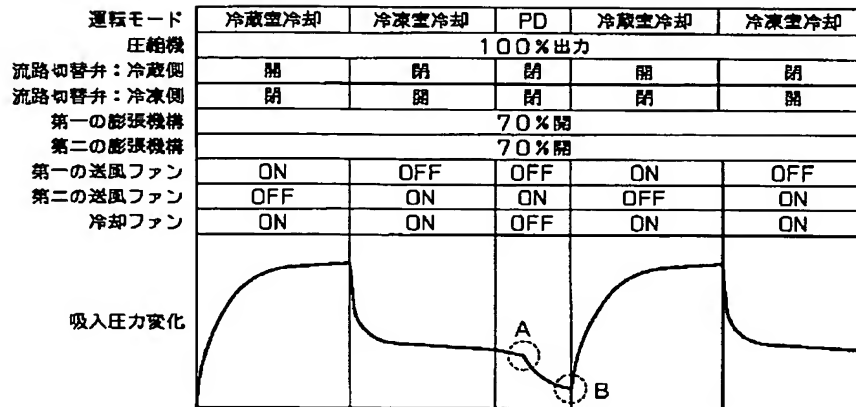 運転モード 冷蔵室冷却 冷凍室冷却 PD 冷蔵室冷却 冷凍室冷却
圧縮機 100%出力
流路切替弁:冷蔵側 開 閉 閉 開 閉
流路切替弁:冷凍側 閉 開 閉 閉 開
第一の膨張機構 70%開
第二の膨張機構 70%開
第一の送風ファン ON OFF OFF ON OFF
第二の送風ファン OFF ON ON OFF ON
冷却ファン ON ON OFF ON ON
吸入圧力変化
A
B